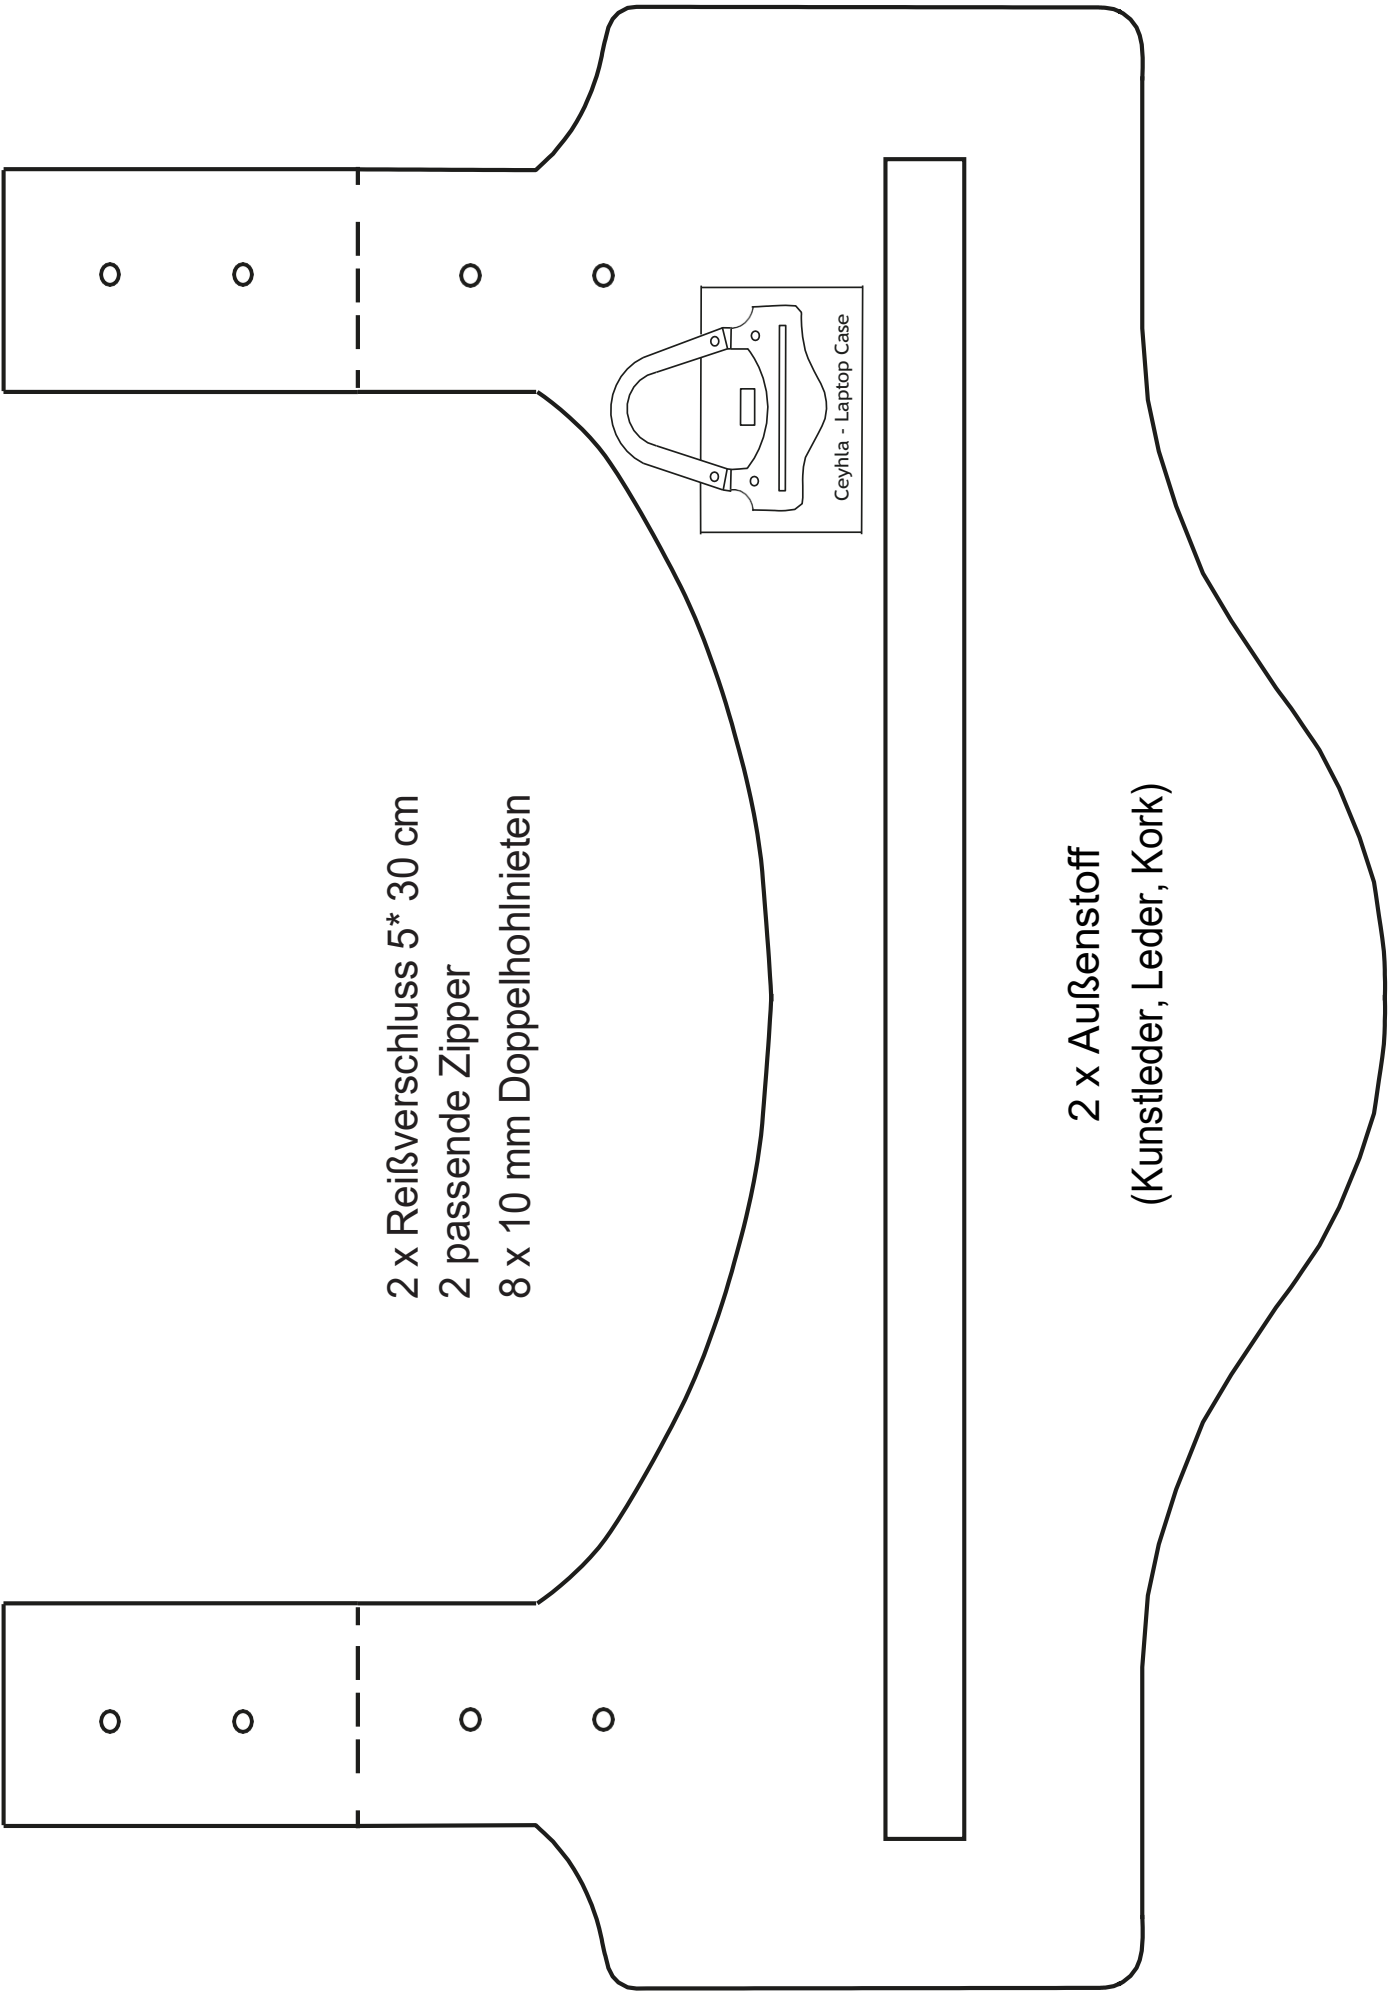 2 x Reißverschluss 5* 30 cm
2 passende Zipper
8 x 10 mm Doppelhohlnieten
Ceyhla - Laptop Case
2 x Außenstoff
(Kunstleder, Leder, Kork)